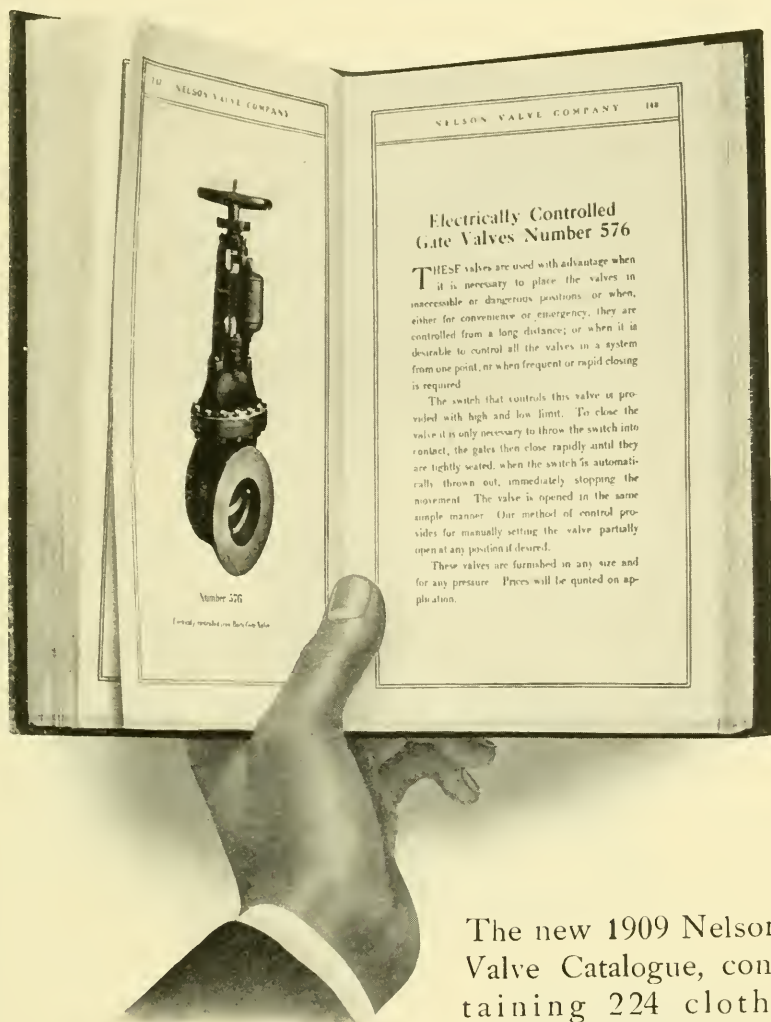 NELSON VALVE COMPANY
Number 576
NELSON VALVE COMPANY
Electrically Controlled
Gate Valves Number 576
THESE valves are used with advantage when
it is necessary to place the valves in
inaccessible or dangerous positions or when,
either for convenience or emergency, they are
controlled from a long distance; or when it is
desirable to control all the valves in a system
from one point, or when frequent or rapid closing
is required
The switch that controls this valve is pro-
vided with high and low limit. To close the
valve it is only necessary to throw the switch into
contact, the gates then close rapidly until they
are tightly seated, when the switch is automati-
cally thrown out, immediately stopping the
movement The valve is opened in the same
simple manner Our method of control pro-
vides for manually setting the valve partially
open at any position if desired.
These valves are furnished in any size and
for any pressure Prices will be quoted on ap-
plication.
The new 1909 Nelson
Valve Catalogue, con
taining 224 cloth